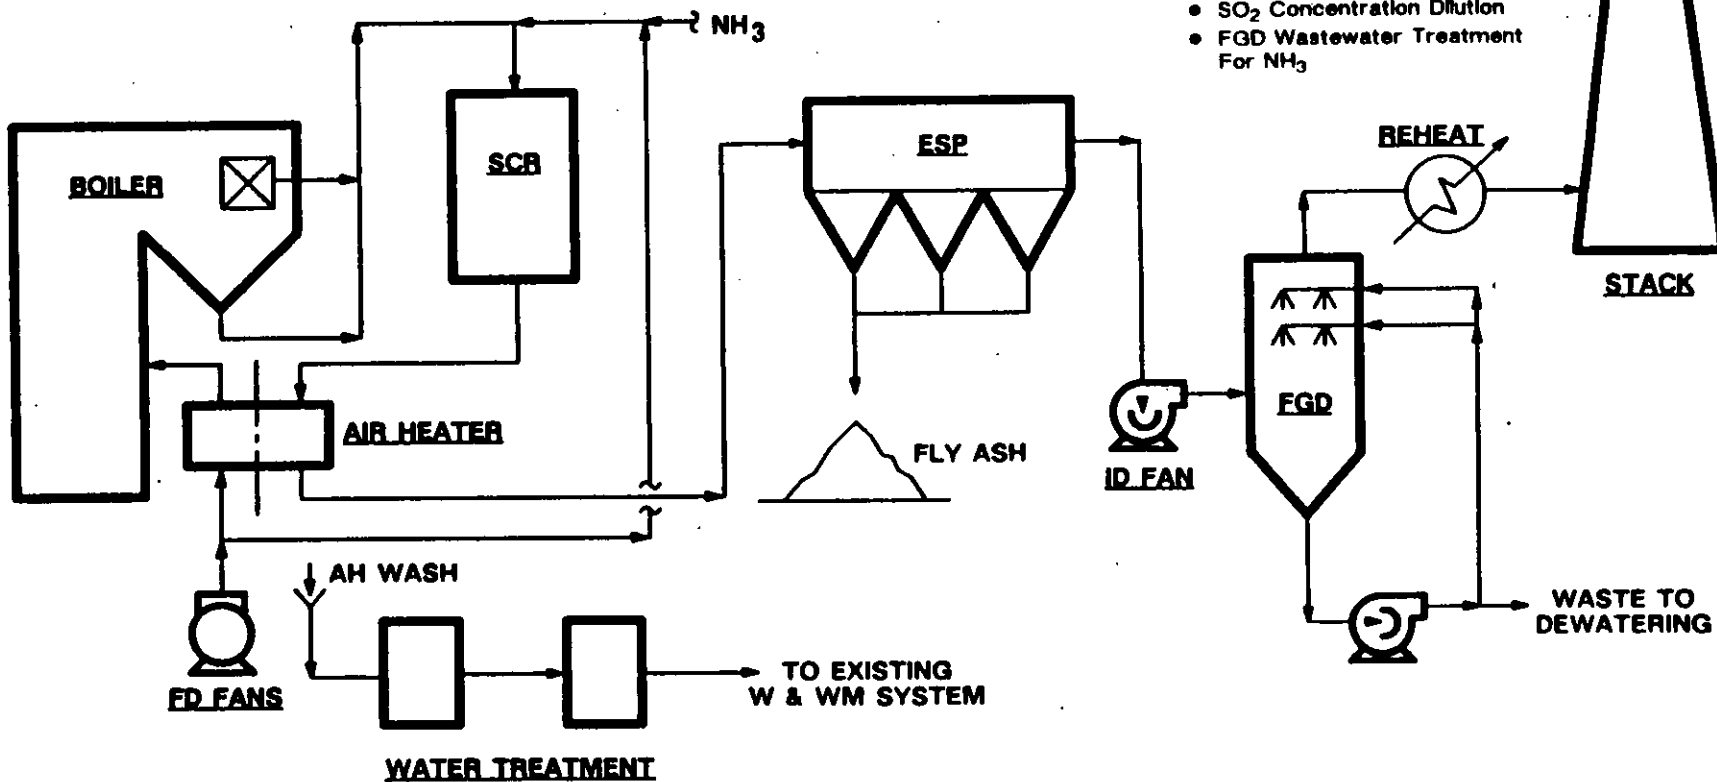 NH3
● SO2 Concentration Dilution
● FGD Wastewater Treatment
For NH3
BOILER
SCR
ESP
REHEAT
STACK
AIR HEATER
FLY ASH
ID FAN
FGD
AH WASH
FD FANS
TO EXISTING
W & WM SYSTEM
WATER TREATMENT
WASTE TO
DEWATERING